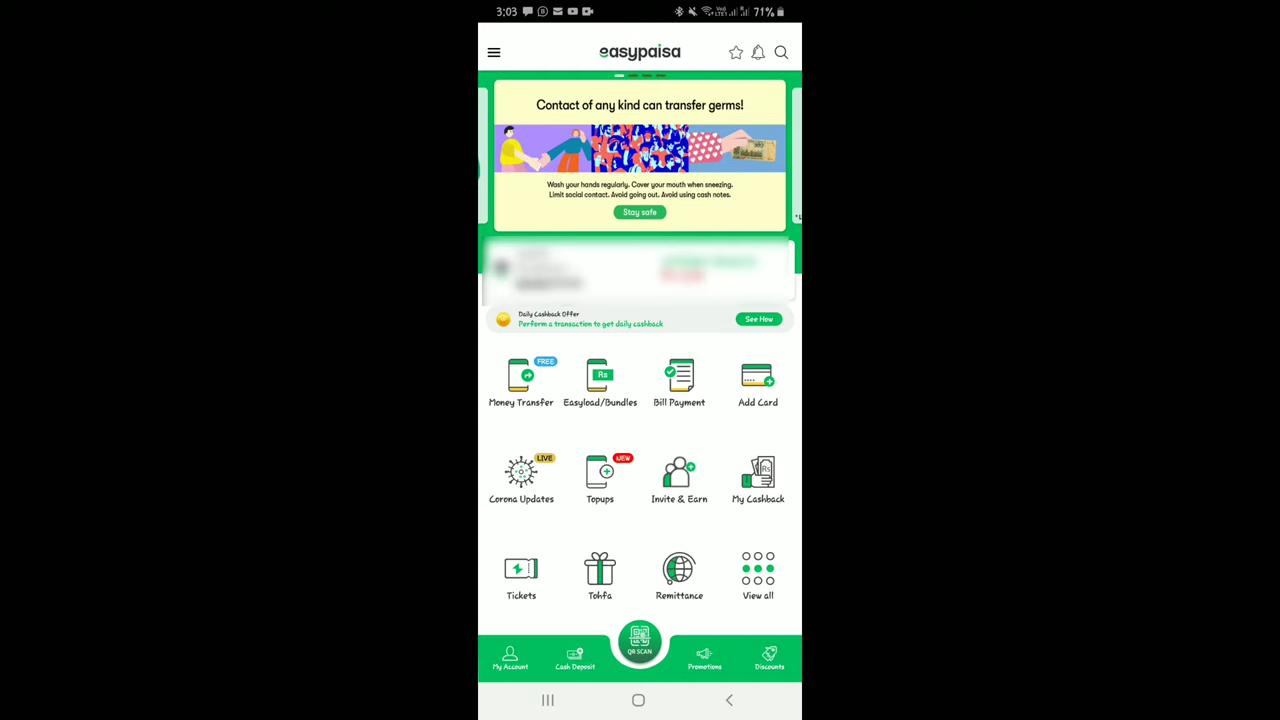 3:03 71%
easypaisa
Contact of any kind can transfer germs!
Wash your hands regularly. Cover your mouth when sneezing.
Limit social contact. Avoid going out. Avoid using cash notes.
Stay safe
Daily Cashback Offer
Perform a transaction to get daily cashback
See How
FREE
Rs
Money Transfer Easyload/Bundles Bill Payment Add Card
LIVE NEW
Rs
Corona Updates Topups Invite & Earn My Cashback
Tickets Tohfa Remittance View all
QR SCAN
My Account Cash Deposit Promotions Discounts